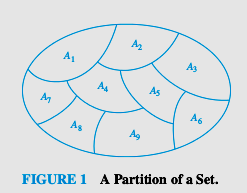 A₁
A₂
A₃
A₄
A₅
A₇
A₆
A₈
A₉
FIGURE 1 A Partition of a Set.